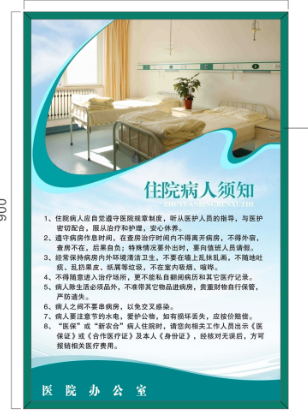 住院病人须知
1、住院病人应自觉遵守医院规章制度，听从医护人员的指导，与医护
密切配合，服从治疗和护理，安心休养。
2、遵守病房作息时间，在查房治疗时间内不得离开病房，不得外宿，
查房不在，后果自负；特殊情况要外出时，要向值班人员请假。
3、经常保持病房内外环境清洁卫生，不要在墙上乱抹乱画，不随地吐
痰、乱扔果皮、纸屑等垃圾，不在室内吸烟、喧哗。
4、不得随意进入治疗场所，更不能私自翻阅病历和其它医疗记录。
5、病人除生活必须品外，不准带其它物品进病房，贵重财物自行保管，
严防遗失。
6、病人之间不要串病房，以免交叉感染。
7、病人要注意节约水电，爱护公物，如有损坏丢失，应按价赔偿。
8、“医保”或“新农合”病人住院时，请您向相关工作人员出示《医
保证》或《合作医疗证》及本人《身份证》，经核对无误后，方可
报销相关医疗费用。
医院办公室
900